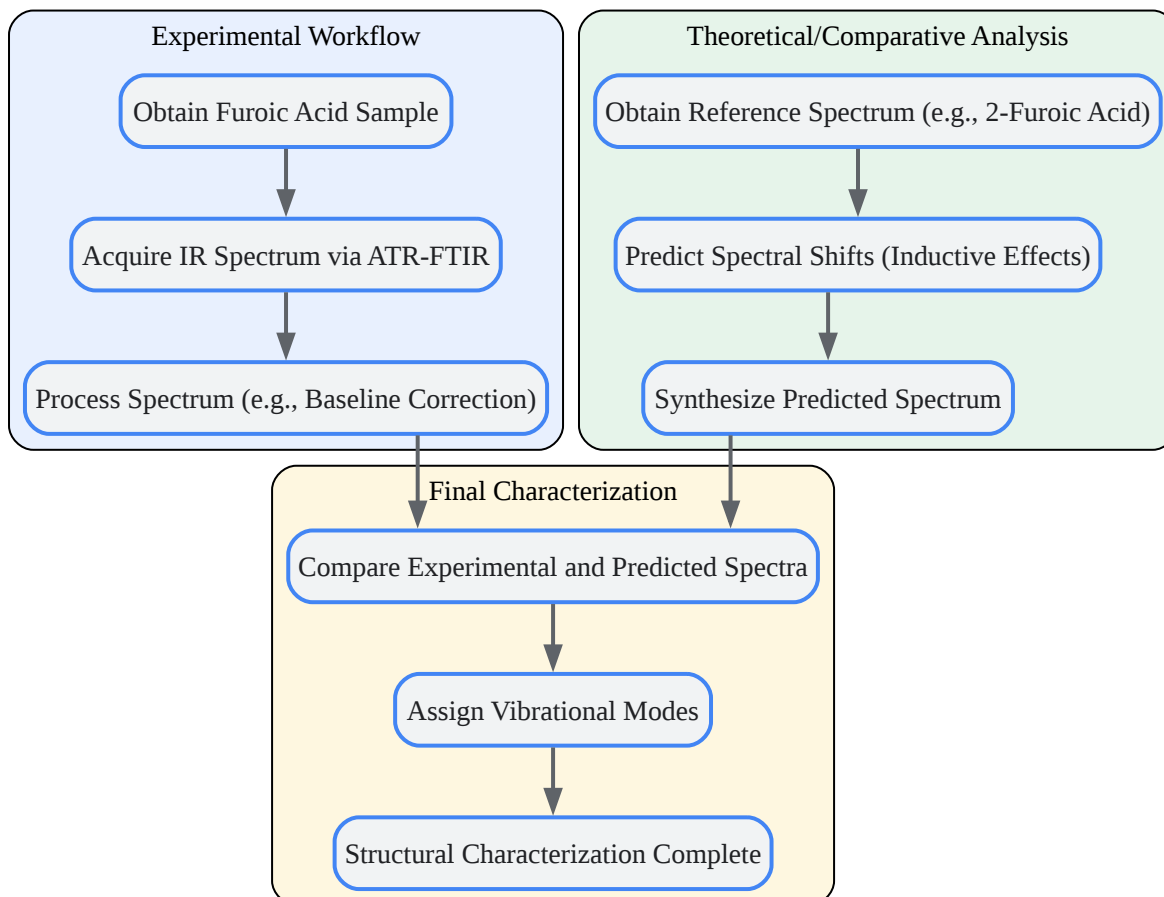 Experimental Workflow
Obtain Furoic Acid Sample
Acquire IR Spectrum via ATR-FTIR
Process Spectrum (e.g., Baseline Correction)
Theoretical/Comparative Analysis
Obtain Reference Spectrum (e.g., 2-Furoic Acid)
Predict Spectral Shifts (Inductive Effects)
Synthesize Predicted Spectrum
Final Characterization
Compare Experimental and Predicted Spectra
Assign Vibrational Modes
Structural Characterization Complete